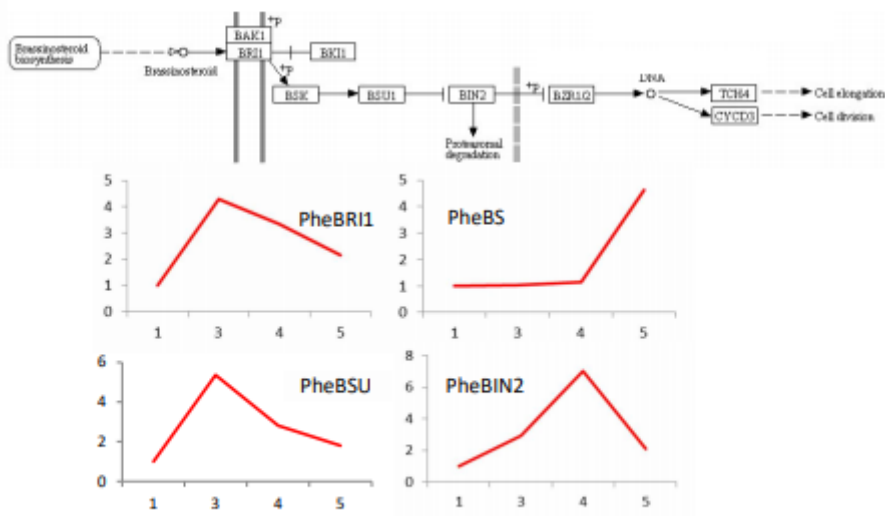 +p
BAK1
Brassinosteroid
biosynthesis
BRI1
BKI1
Brassinosteroid
+p
DNA
+p
BSK
BSU1
BIN2
BZR1/2
TCH4
Cell elongation
CYCD3
Cell division
Proteasomal
degradation
5
4
3
2
1
0
PheBRI1
1 3 4 5
5
4
3
2
1
0
PheBS
1 3 4 5
6
4
2
0
PheBSU
1 3 4 5
8
6
4
2
0
PheBIN2
1 3 4 5